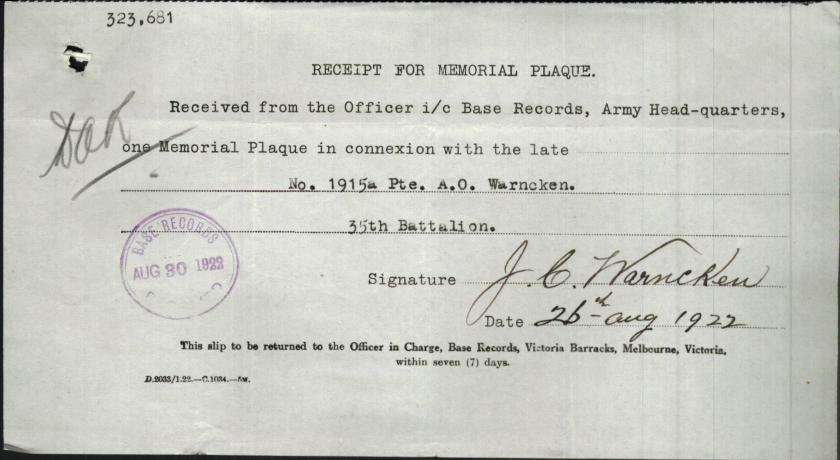 323,681
RECEIPT FOR MEMORIAL PLAQUE.
Received from the Officer i/c Base Records, Army Head-quarters,
one Memorial Plaque in connexion with the late
No. 1915a Pte. A.O. Warncken.
35th Battalion.
BASE RECORDS
AUG 30 1922
Signature J. C. Warncken
Date 26th aug 1922
This slip to be returned to the Officer in Charge, Base Records, Victoria Barracks, Melbourne, Victoria,
within seven (7) days.
D.2033/1.22.—C.1034.—5M.